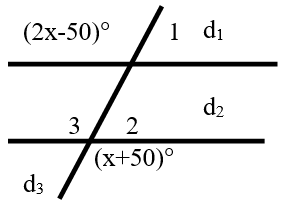 (2x-50)° 1 d₁
d₂
3 2
(x+50)°
d₃